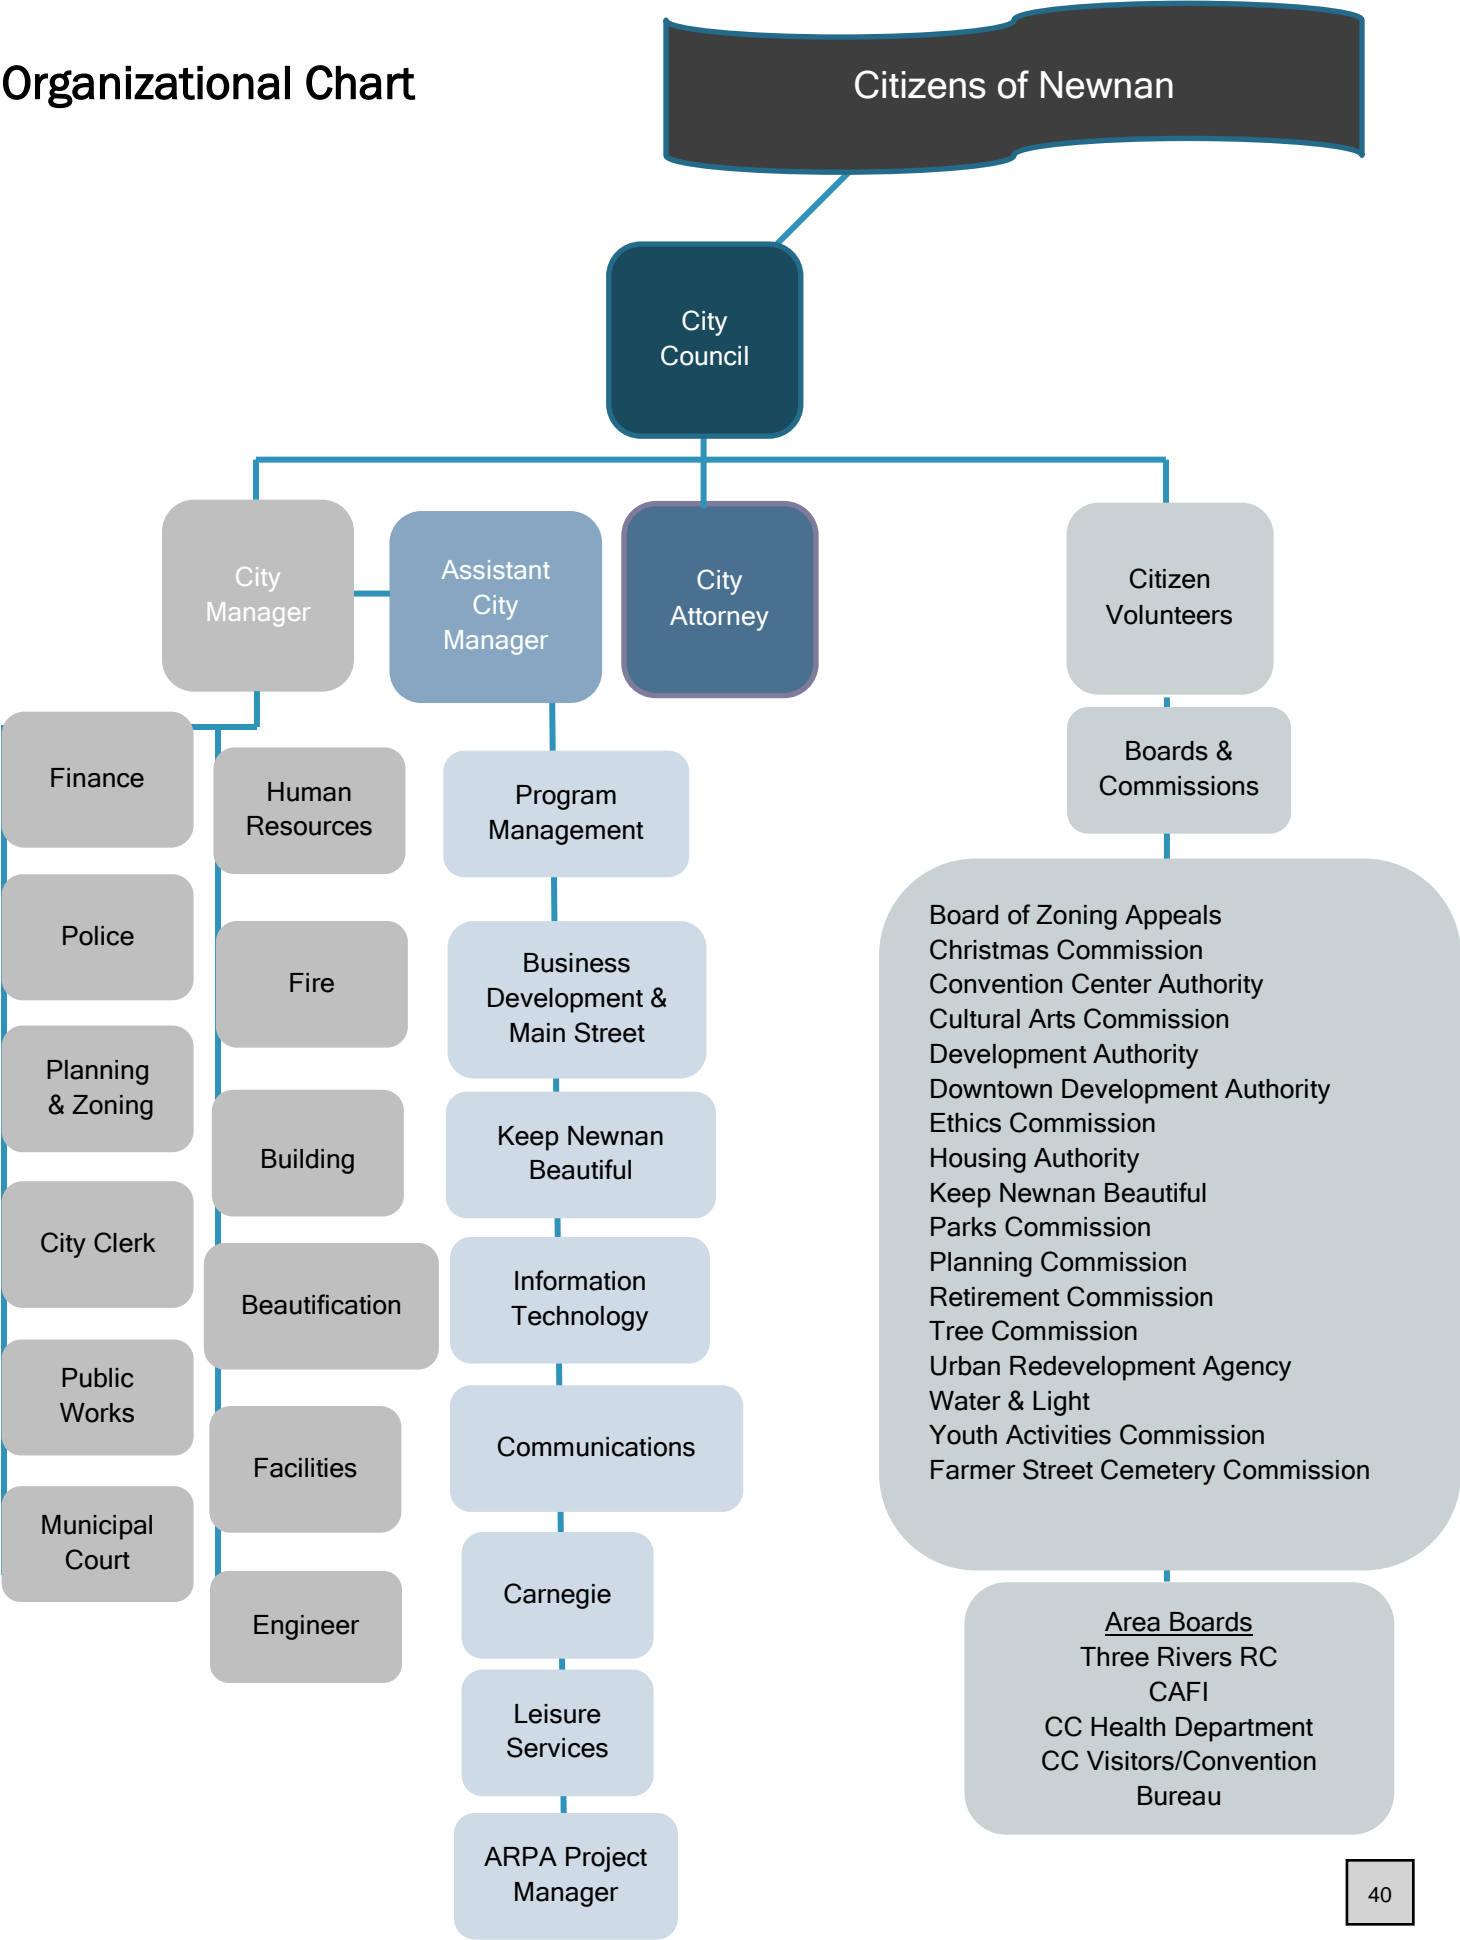 Organizational Chart
Citizens of Newnan
City
Council
City
Manager
Assistant
City
Manager
City
Attorney
Citizen
Volunteers
Finance
Police
Planning
& Zoning
City Clerk
Public
Works
Municipal
Court
Human
Resources
Fire
Building
Beautification
Facilities
Engineer
Program
Management
Business
Development &
Main Street
Keep Newnan
Beautiful
Information
Technology
Communications
Carnegie
Leisure
Services
ARPA Project
Manager
Boards &
Commissions
Board of Zoning Appeals
Christmas Commission
Convention Center Authority
Cultural Arts Commission
Development Authority
Downtown Development Authority
Ethics Commission
Housing Authority
Keep Newnan Beautiful
Parks Commission
Planning Commission
Retirement Commission
Tree Commission
Urban Redevelopment Agency
Water & Light
Youth Activities Commission
Farmer Street Cemetery Commission
Area Boards
Three Rivers RC
CAFI
CC Health Department
CC Visitors/Convention
Bureau
40